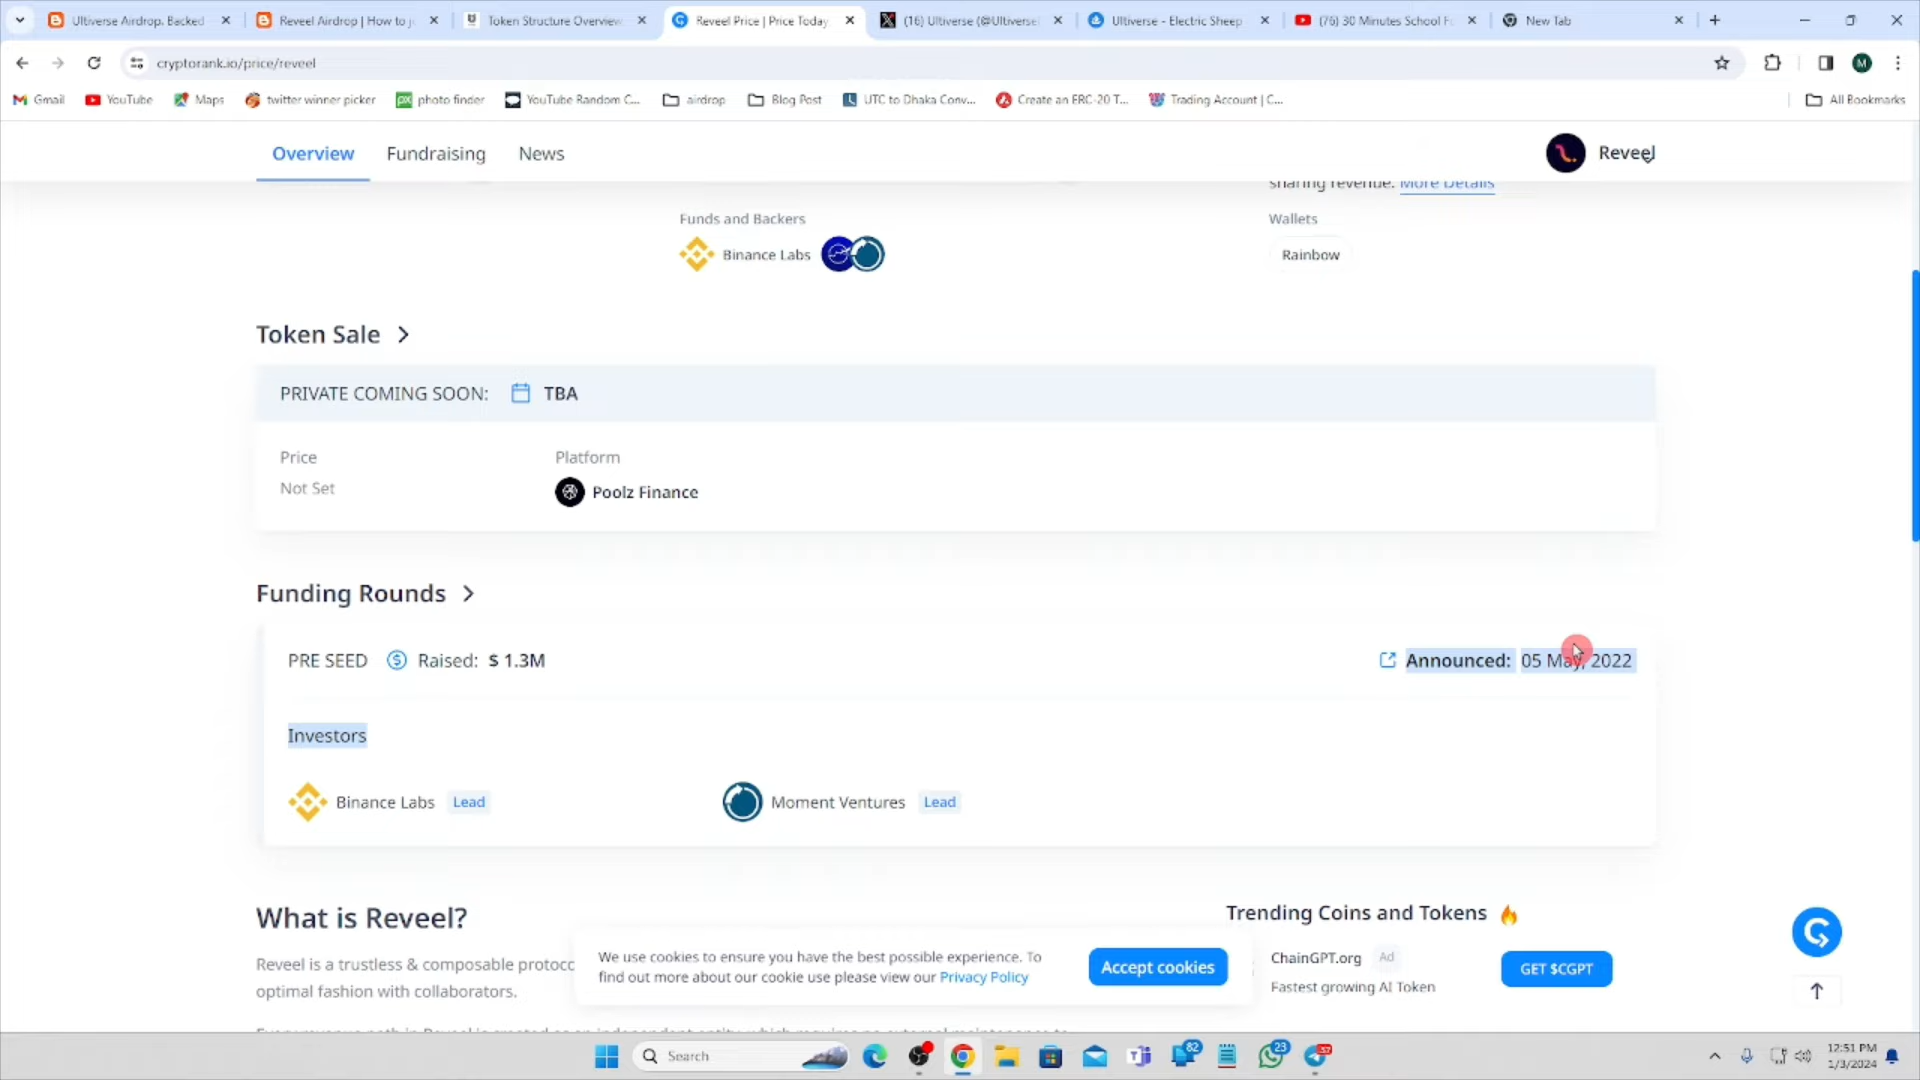 Ultiverse Airdrop. Backed
Reveel Airdrop | How to j
Token Structure Overview
Reveel Price | Price Today
(16) Ultiverse (@Ultiverse
Ultiverse - Electric Sheep
(76) 30 Minutes School F
New Tab
cryptorank.io/price/reveel
M
Gmail
YouTube
Maps
twitter winner picker
photo finder
YouTube Random C...
airdrop
Blog Post
UTC to Dhaka Conv...
Create an ERC-20 T...
Trading Account | C...
All Bookmarks
Overview
Fundraising
News
Reveel
sharing revenue. More Details
Funds and Backers
Wallets
Binance Labs
Rainbow
Token Sale
PRIVATE COMING SOON: TBA
Price
Platform
Not Set
Poolz Finance
Funding Rounds
PRE SEED Raised: $ 1.3M
Announced: 05 May, 2022
Investors
Binance Labs Lead
Moment Ventures Lead
What is Reveel?
Trending Coins and Tokens
Reveel is a trustless & composable protoco
optimal fashion with collaborators.
We use cookies to ensure you have the best possible experience. To
find out more about our cookie use please view our Privacy Policy
Accept cookies
ChainGPT.org Ad
Fastest growing AI Token
GET $CGPT
Search
82
23
12:51 PM
1/3/2024